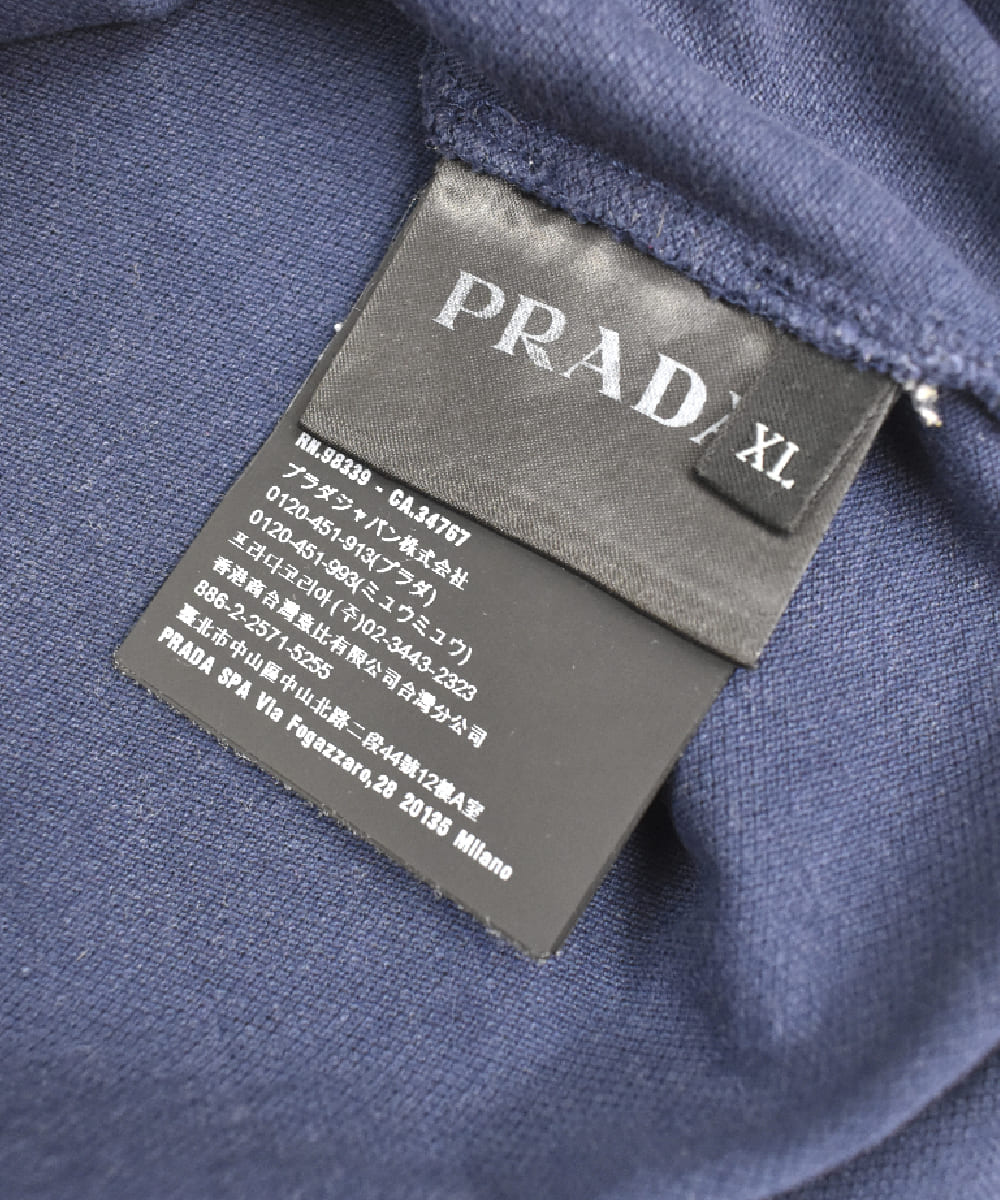 PRADA
XL
RN.98339 - CA.34767
プラダジャパン株式会社
0120-451-913(プラダ)
0120-451-993(ミュウミュウ)
프라다코리아(주)02-3443-2323
香港商台灣意比有限公司台灣分公司
886-2-2571-5255
臺北市中山區中山北路二段44號12樓A室
PRADA SPA Via Fogazzaro,28 20135 Milano